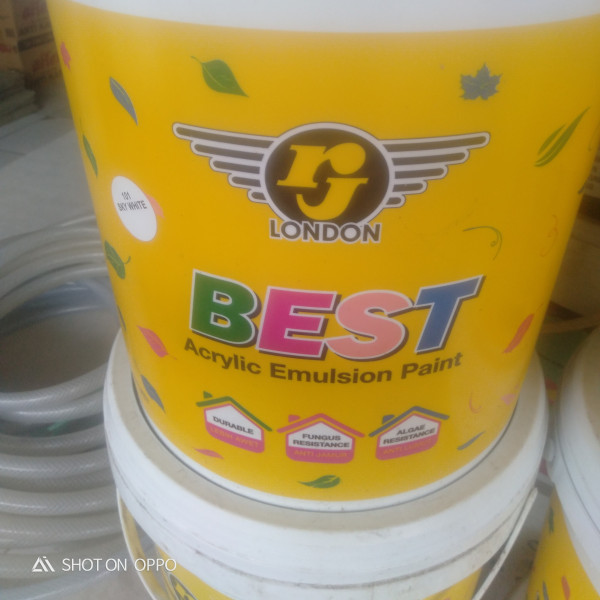 rj
LONDON
101
SKY WHITE
BEST
Acrylic Emulsion Paint
DURABLE
FUNGUS
RESISTANCE
ALGAE
RESISTANCE
SHOT ON OPPO